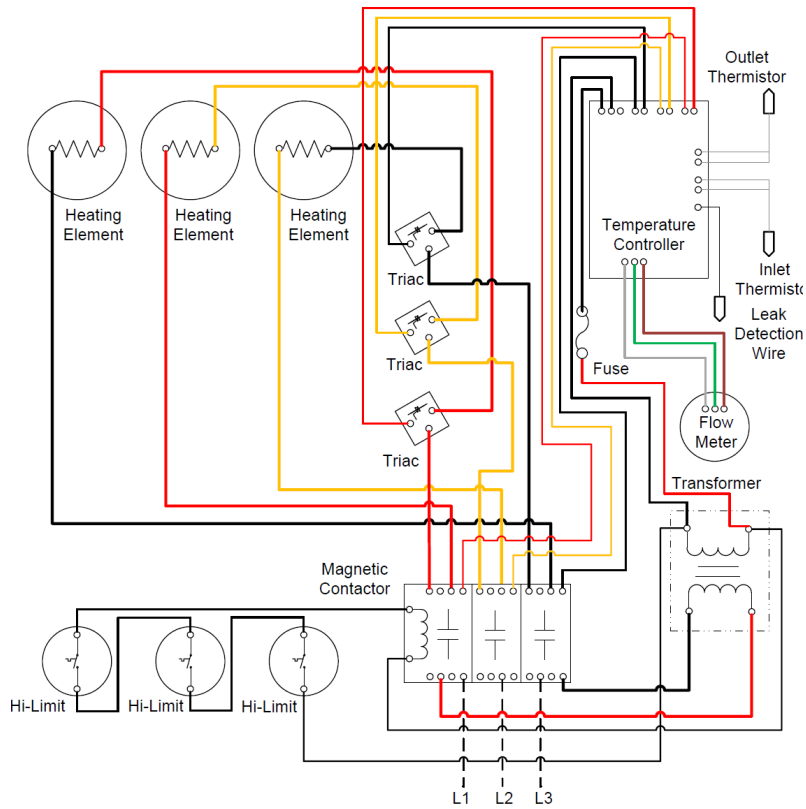 Outlet
Thermistor
Heating
Element
Heating
Element
Heating
Element
Temperature
Controller
Triac
Inlet
Thermisto
Leak
Detection
Wire
Triac
Fuse
Flow
Meter
Triac
Transformer
Magnetic
Contactor
Hi-Limit
Hi-Limit
Hi-Limit
L1
L2
L3